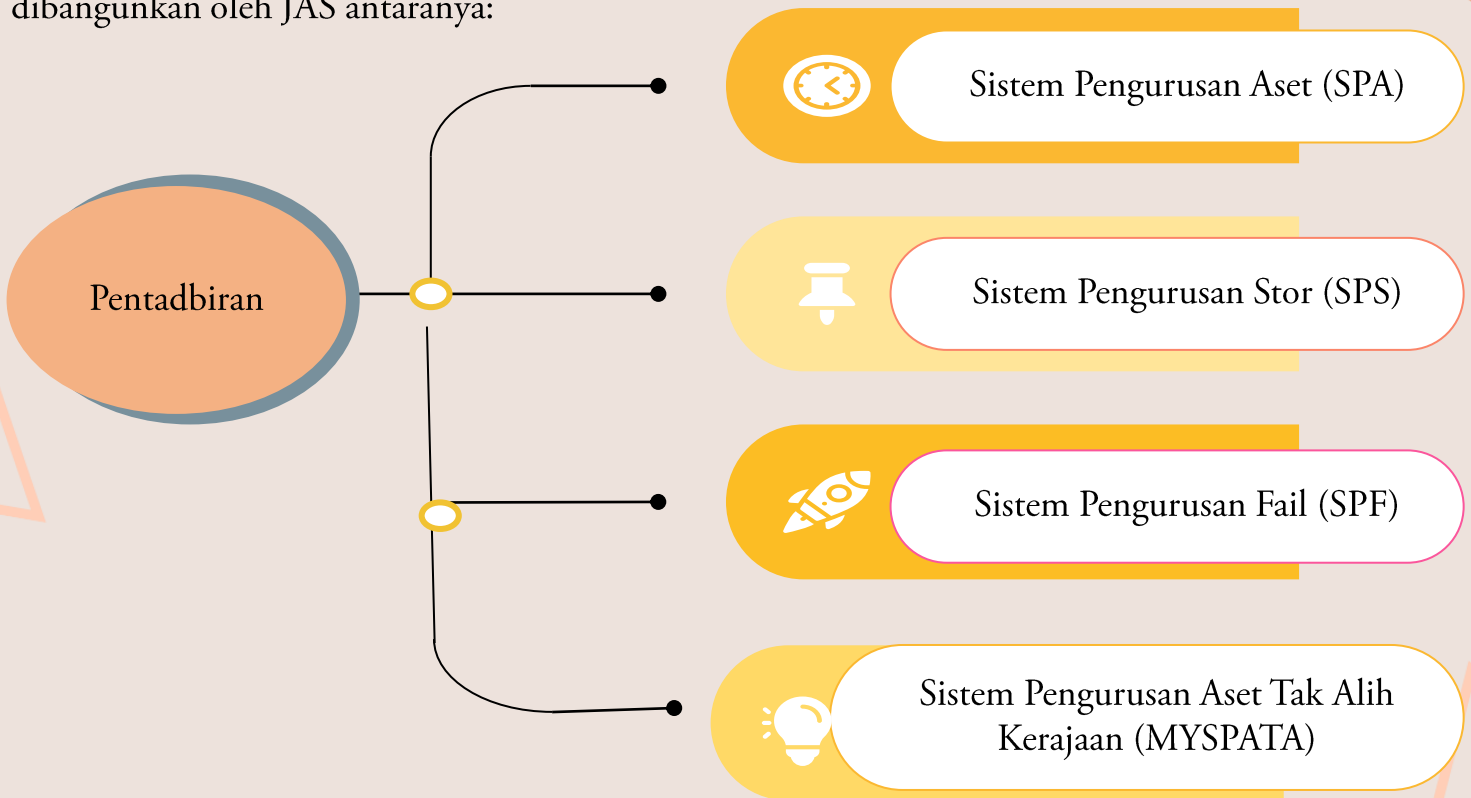 dibangunkan oleh JAS antaranya:
Pentadbiran
Sistem Pengurusan Aset (SPA)
Sistem Pengurusan Stor (SPS)
Sistem Pengurusan Fail (SPF)
Sistem Pengurusan Aset Tak Alih
Kerajaan (MYSPATA)